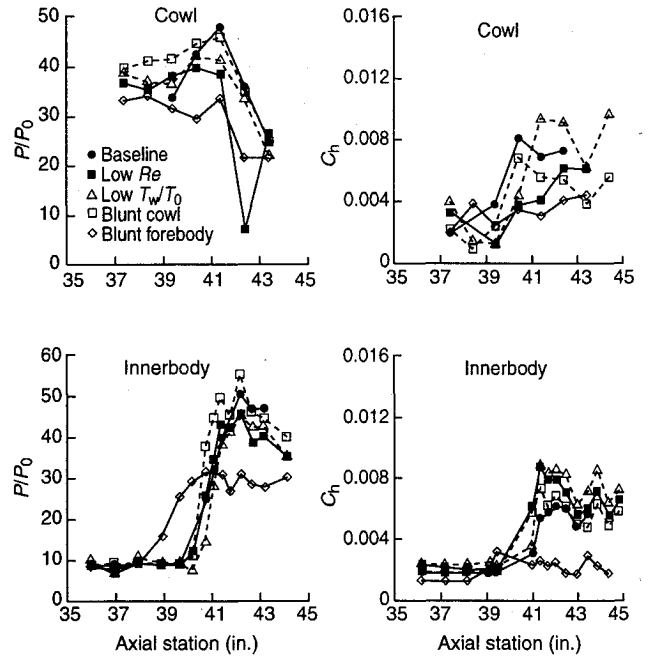 Cowl
P/P0
50
40
30
20
10
0
Baseline
Low Re
Low Tw/T0
Blunt cowl
Blunt forebody
35 37 39 41 43 45
Cowl
Ch
0.016
0.012
0.008
0.004
0
35 37 39 41 43 45
Innerbody
P/P0
60
50
40
30
20
10
0
35 37 39 41 43 45
Axial station (in.)
Innerbody
Ch
0.016
0.012
0.008
0.004
0
35 37 39 41 43 45
Axial station (in.)